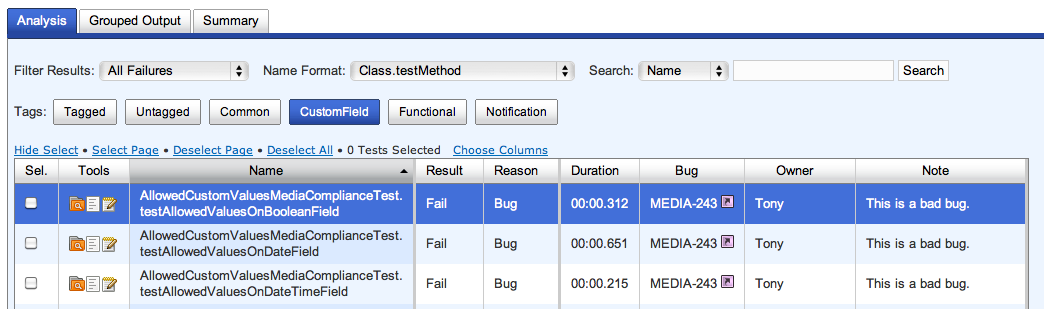 Analysis Grouped Output Summary
Filter Results: All Failures Name Format: Class.testMethod Search: Name Search
Tags: Tagged Untagged Common CustomField Functional Notification
Hide Select • Select Page • Deselect Page • Deselect All • 0 Tests Selected Choose Columns
Sel. Tools Name Result Reason Duration Bug Owner Note
AllowedCustomValuesMediaComplianceTest.
testAllowedValuesOnBooleanField Fail Bug 00:00.312 MEDIA-243 Tony This is a bad bug.
AllowedCustomValuesMediaComplianceTest.
testAllowedValuesOnDateField Fail Bug 00:00.651 MEDIA-243 Tony This is a bad bug.
AllowedCustomValuesMediaComplianceTest.
testAllowedValuesOnDateTimeField Fail Bug 00:00.215 MEDIA-243 Tony This is a bad bug.